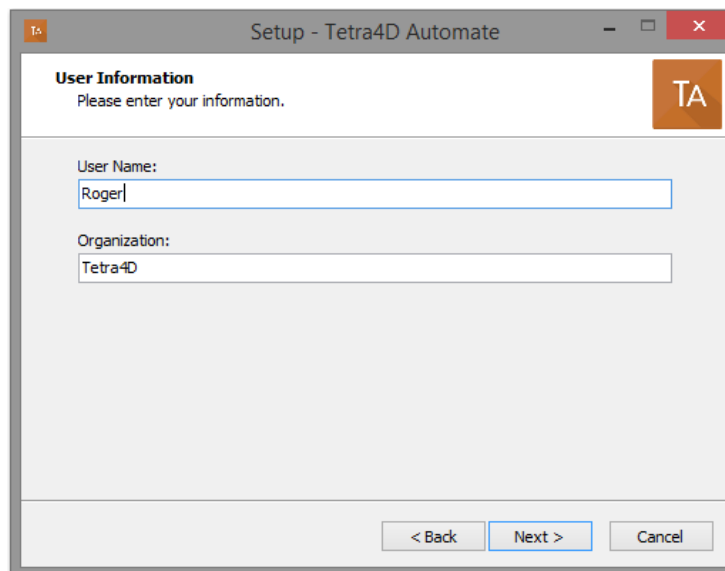 TA
Setup - Tetra4D Automate
User Information
Please enter your information.
TA
User Name:
Roger
Organization:
Tetra4D
< Back Next > Cancel